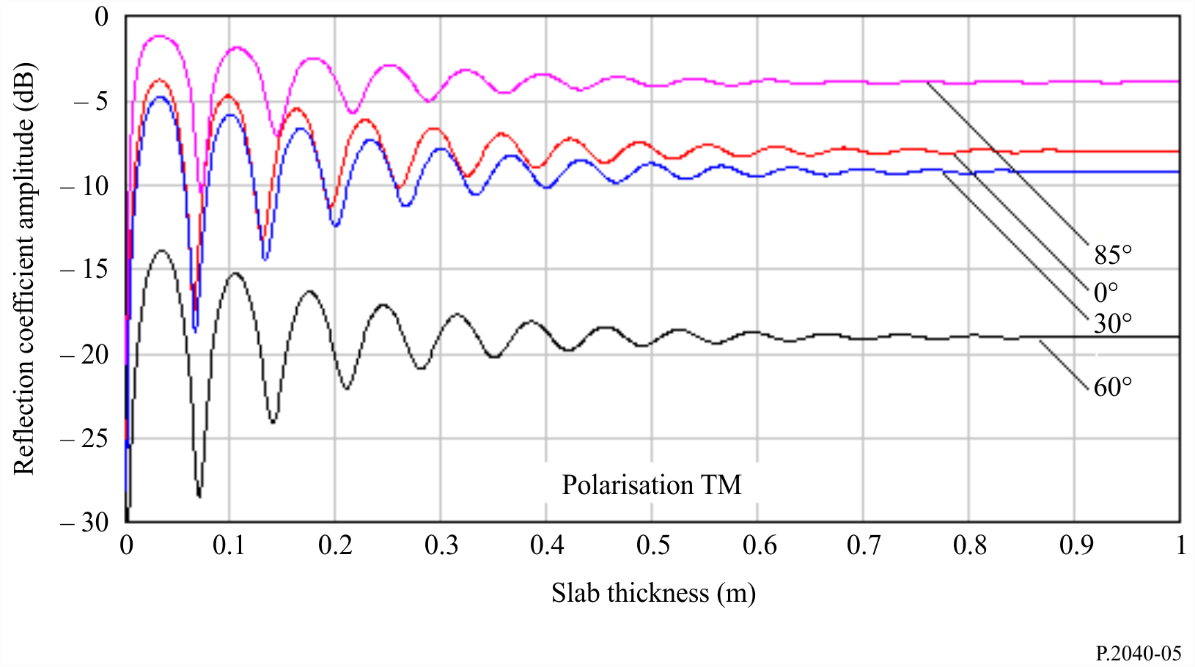 Reflection coefficient amplitude (dB)
0
– 5
– 10
– 15
– 20
– 25
– 30
85°
0°
30°
60°
Polarisation TM
0 0.1 0.2 0.3 0.4 0.5 0.6 0.7 0.8 0.9 1
Slab thickness (m)
P.2040-05